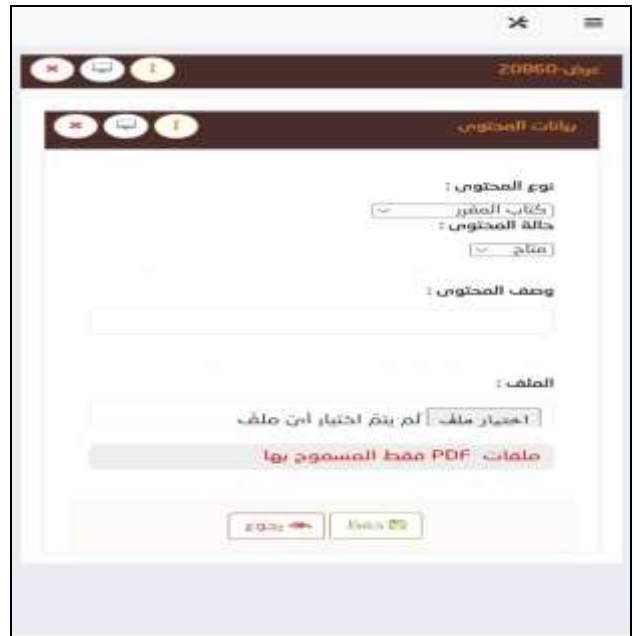 عرض-20860
بيانات المحتوى
نوع المحتوى :
كتاب المقرر
حالة المحتوى :
متاح
وصف المحتوى :
الملف :
اختيار ملف لم يتم اختيار أي ملف
ملفات PDF فقط المسموح بها
حفظ رجوع